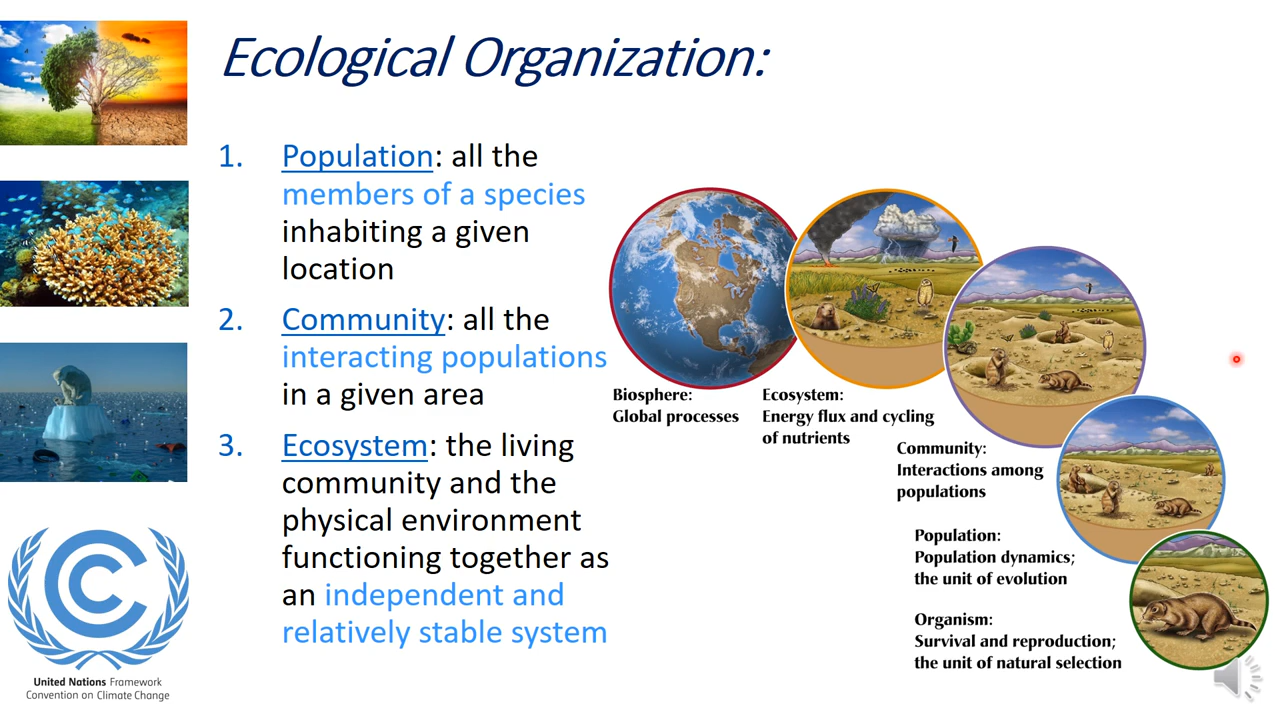 Ecological Organization:
1. Population: all the
members of a species
inhabiting a given
location
2. Community: all the
interacting populations
in a given area
3. Ecosystem: the living
community and the
physical environment
functioning together as
an independent and
relatively stable system
Biosphere:
Global processes
Ecosystem:
Energy flux and cycling
of nutrients
Community:
Interactions among
populations
Population:
Population dynamics;
the unit of evolution
Organism:
Survival and reproduction;
the unit of natural selection
United Nations Framework
Convention on Climate Change